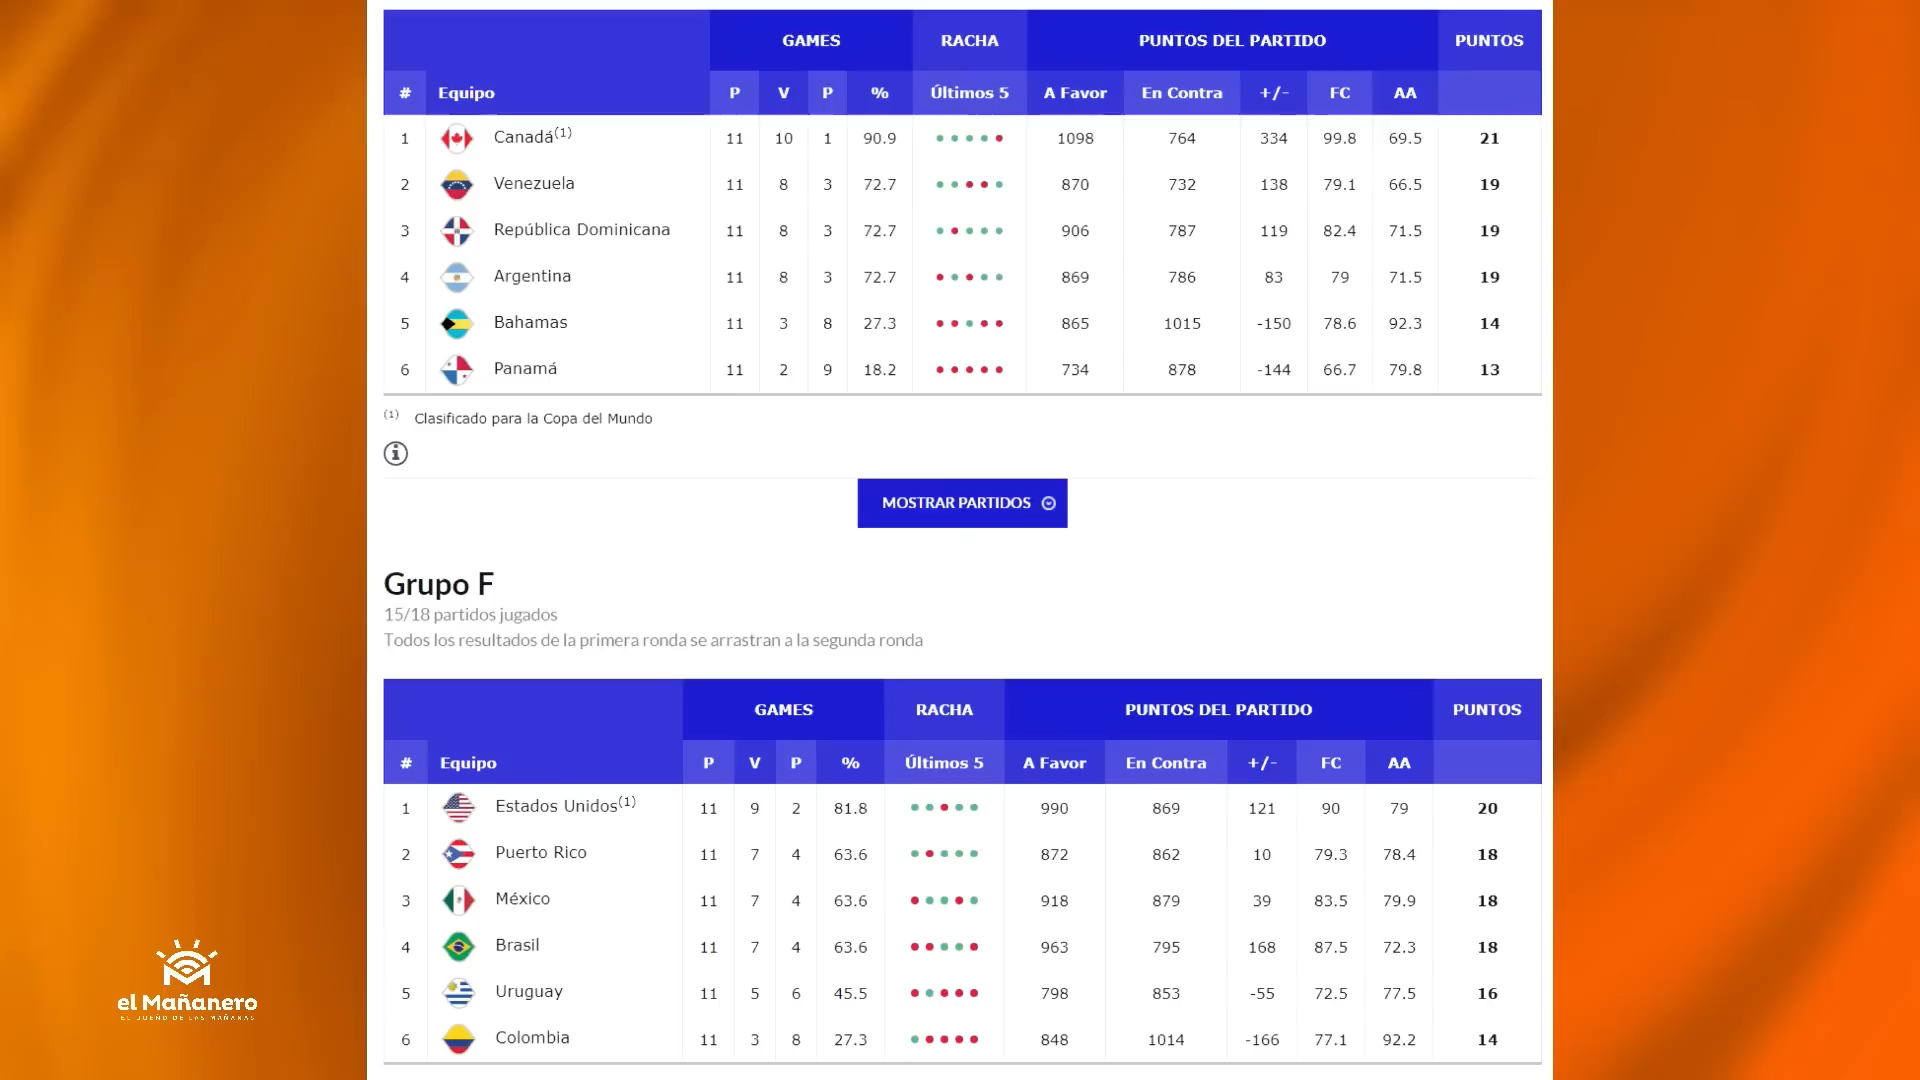 GAMES RACHA PUNTOS DEL PARTIDO PUNTOS
# Equipo P V P % Últimos 5 A Favor En Contra +/- FC AA
1 Canadá(1) 11 10 1 90.9 1098 764 334 99.8 69.5 21
2 Venezuela 11 8 3 72.7 870 732 138 79.1 66.5 19
3 República Dominicana 11 8 3 72.7 906 787 119 82.4 71.5 19
4 Argentina 11 8 3 72.7 869 786 83 79 71.5 19
5 Bahamas 11 3 8 27.3 865 1015 -150 78.6 92.3 14
6 Panamá 11 2 9 18.2 734 878 -144 66.7 79.8 13
(1) Clasificado para la Copa del Mundo
MOSTRAR PARTIDOS
Grupo F
15/18 partidos jugados
Todos los resultados de la primera ronda se arrastran a la segunda ronda
GAMES RACHA PUNTOS DEL PARTIDO PUNTOS
# Equipo P V P % Últimos 5 A Favor En Contra +/- FC AA
1 Estados Unidos(1) 11 9 2 81.8 990 869 121 90 79 20
2 Puerto Rico 11 7 4 63.6 872 862 10 79.3 78.4 18
3 México 11 7 4 63.6 918 879 39 83.5 79.9 18
4 Brasil 11 7 4 63.6 963 795 168 87.5 72.3 18
5 Uruguay 11 5 6 45.5 798 853 -55 72.5 77.5 16
6 Colombia 11 3 8 27.3 848 1014 -166 77.1 92.2 14
el Mañanero